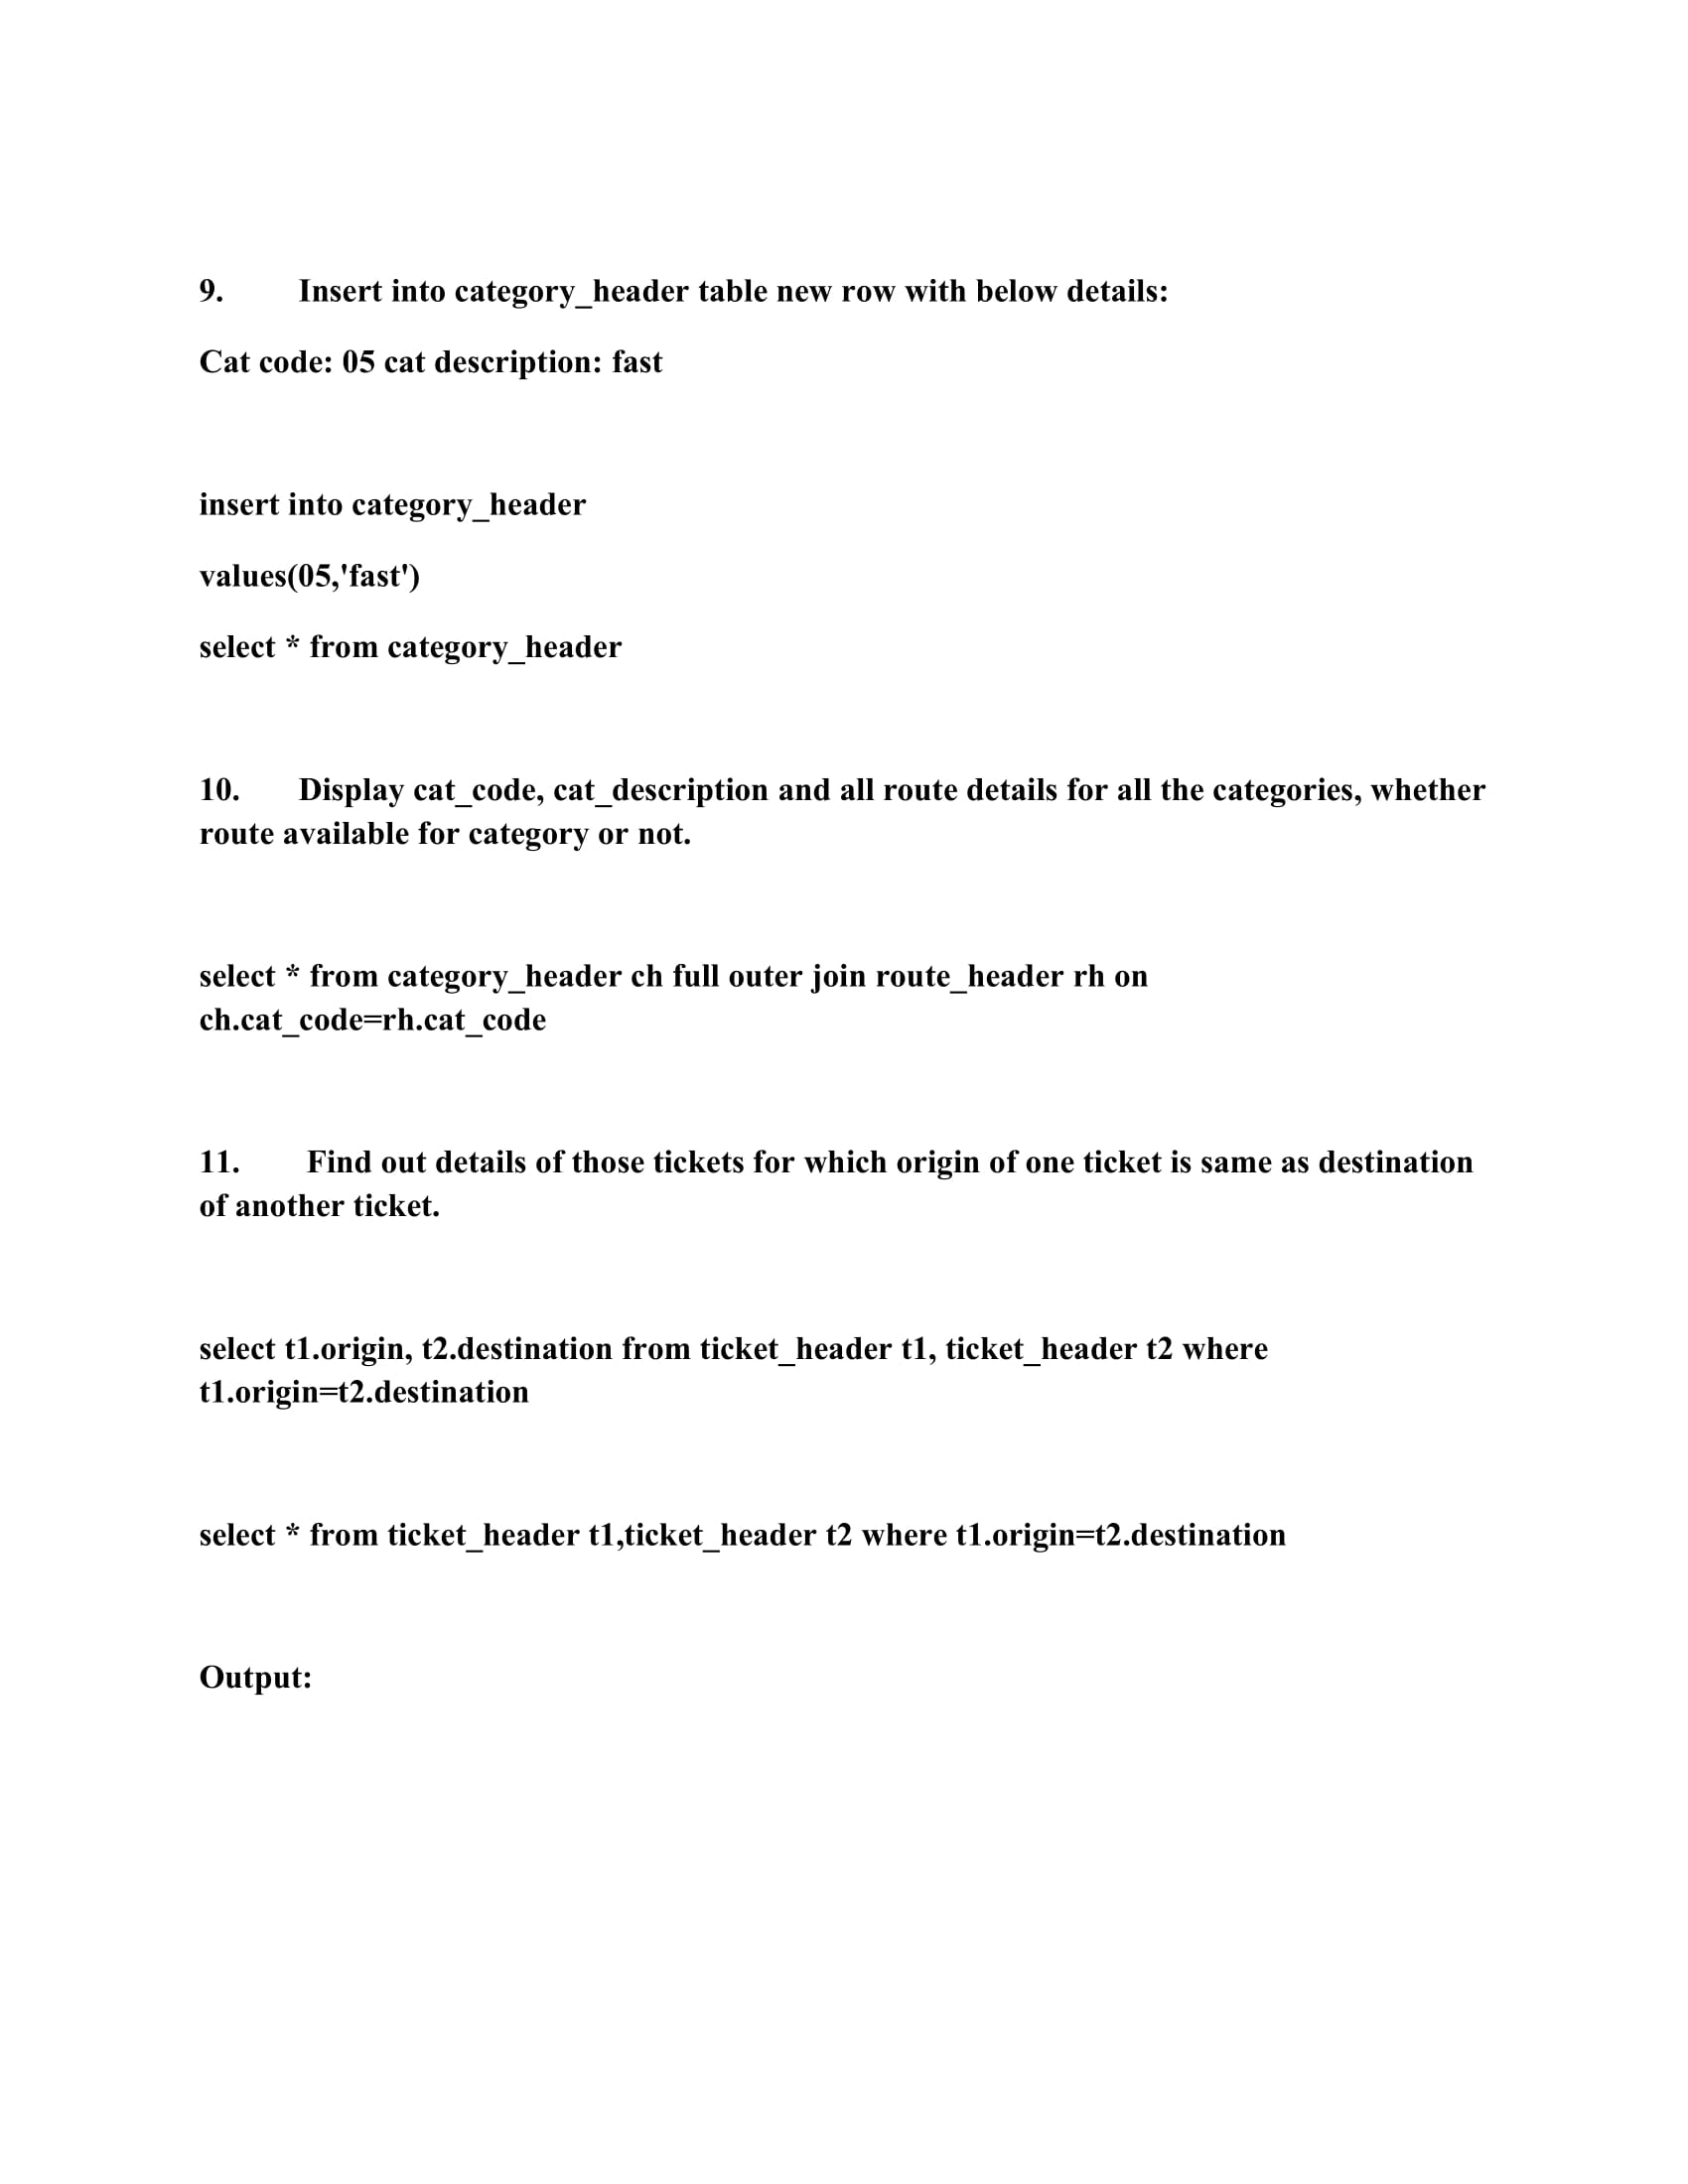 9. Insert into category_header table new row with below details:
Cat code: 05 cat description: fast
insert into category_header
values(05,'fast')
select * from category_header
10. Display cat_code, cat_description and all route details for all the categories, whether
route available for category or not.
select * from category_header ch full outer join route_header rh on
ch.cat_code=rh.cat_code
11. Find out details of those tickets for which origin of one ticket is same as destination
of another ticket.
select t1.origin, t2.destination from ticket_header t1, ticket_header t2 where
t1.origin=t2.destination
select * from ticket_header t1,ticket_header t2 where t1.origin=t2.destination
Output: